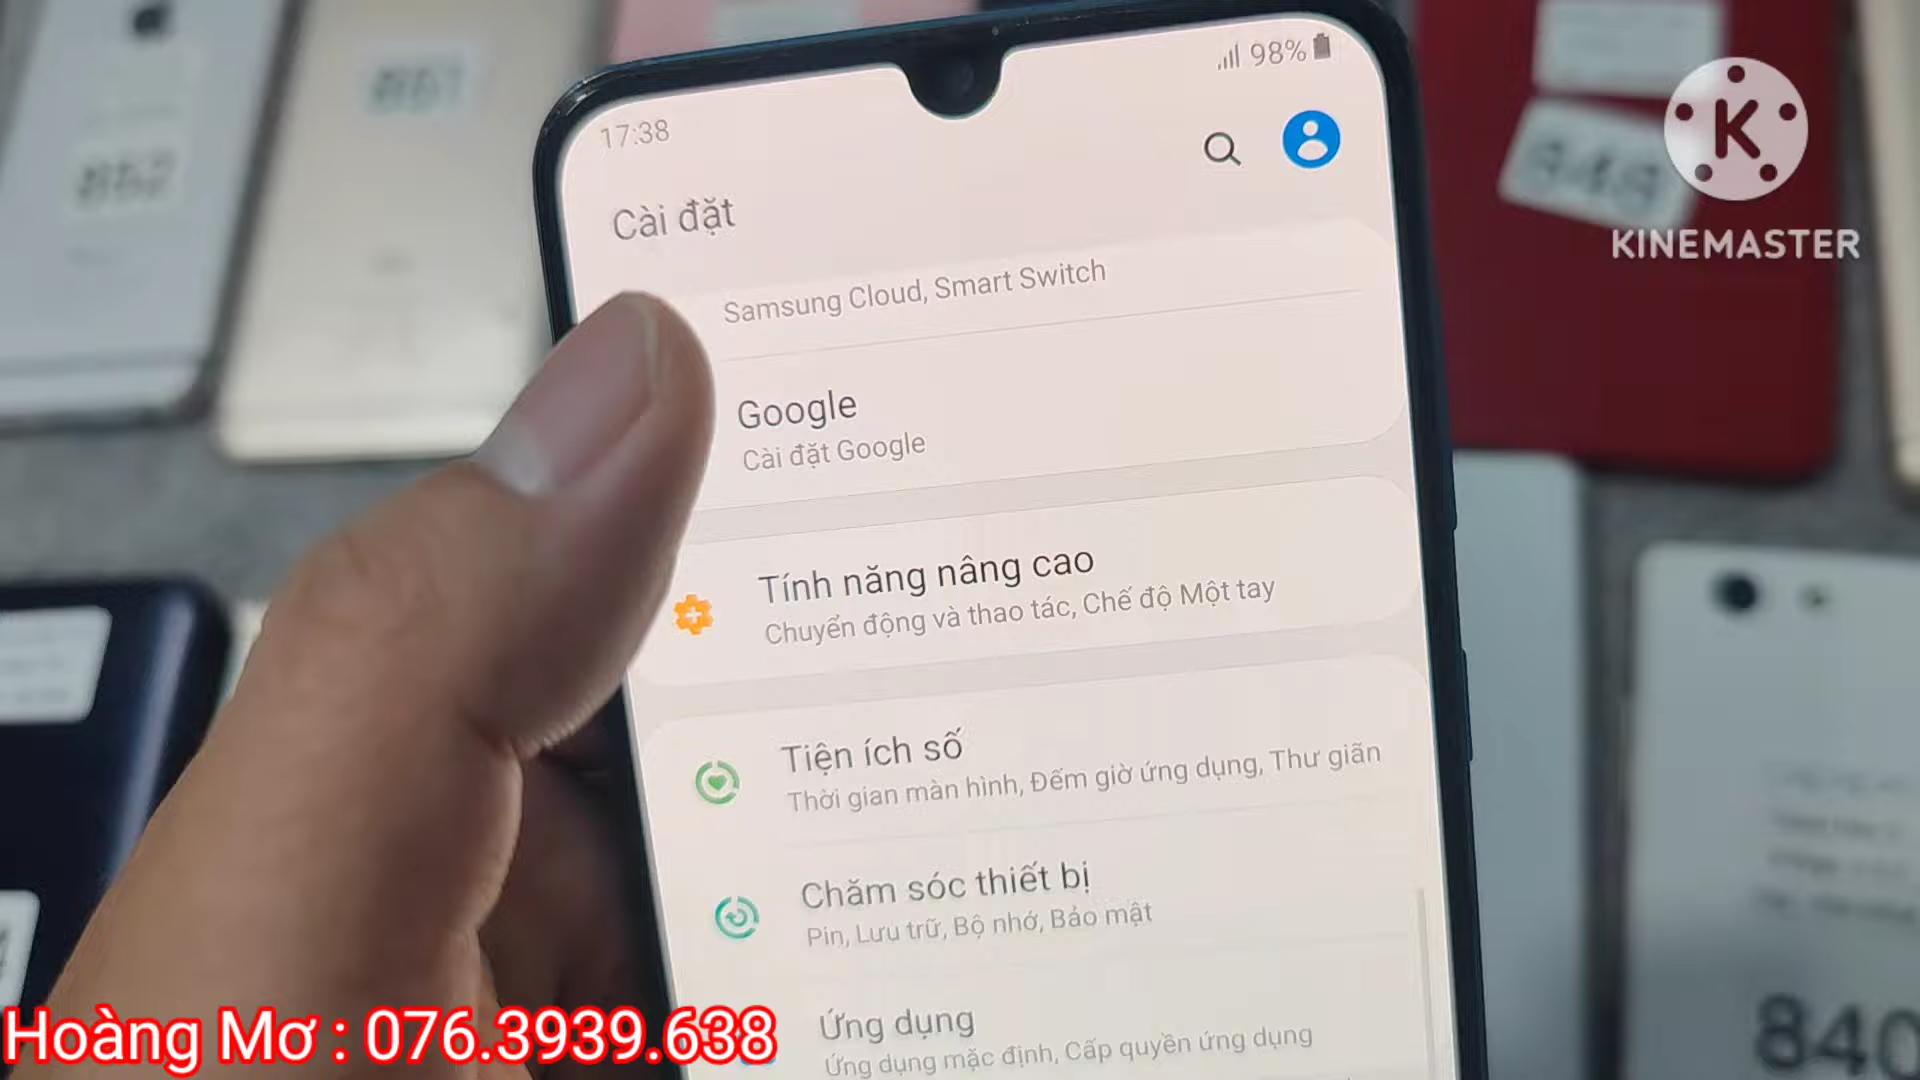 17:38
98%
K
KINEMASTER
Cài đặt
Samsung Cloud, Smart Switch
Google
Cài đặt Google
Tính năng nâng cao
Chuyển động và thao tác, Chế độ Một tay
Tiện ích số
Thời gian màn hình, Đếm giờ ứng dụng, Thư giãn
Chăm sóc thiết bị
Pin, Lưu trữ, Bộ nhớ, Bảo mật
Ứng dụng
Ứng dụng mặc định, Cấp quyền ứng dụng
Hoàng Mơ : 076.3939.638
852
851
848
840